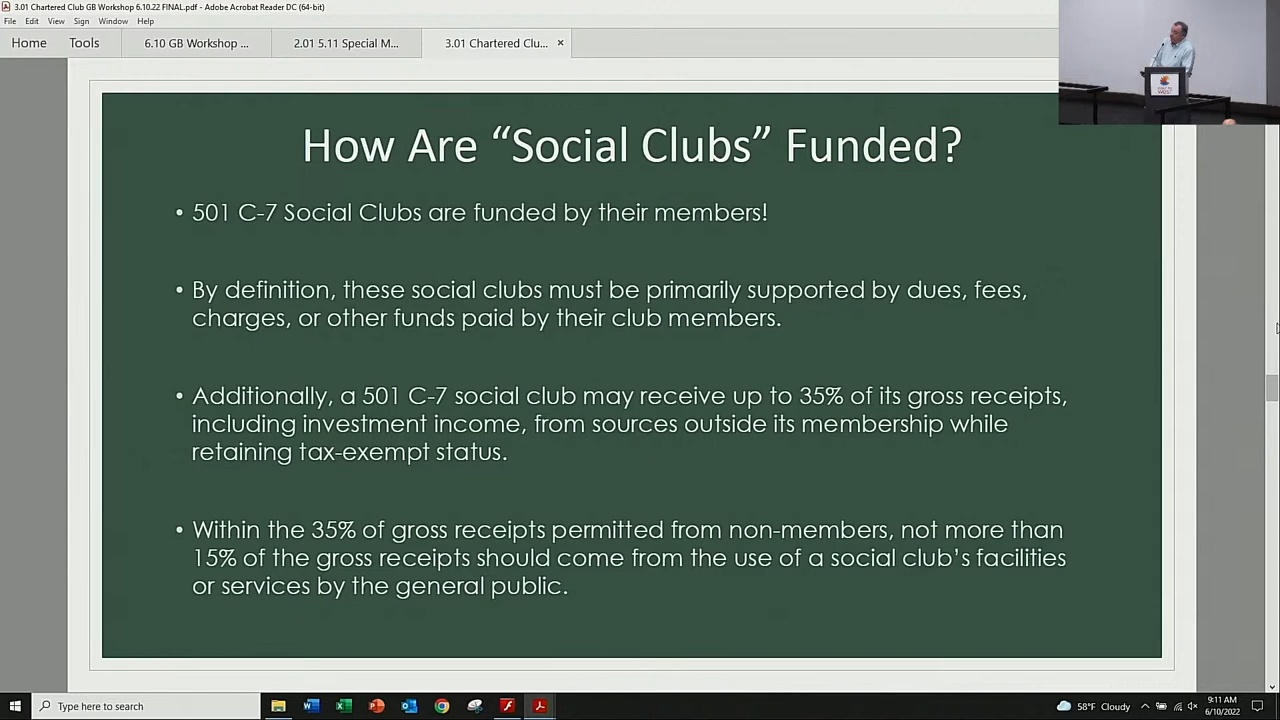 3.01 Chartered Club GB Workshop 6.10.22 FINAL.pdf - Adobe Acrobat Reader DC (64-bit)
File Edit View Sign Window Help
Home Tools 6.10 GB Workshop ... 2.01 5.11 Special M... 3.01 Chartered Clu... ×
How Are “Social Clubs” Funded?
• 501 C-7 Social Clubs are funded by their members!
• By definition, these social clubs must be primarily supported by dues, fees,
charges, or other funds paid by their club members.
• Additionally, a 501 C-7 social club may receive up to 35% of its gross receipts,
including investment income, from sources outside its membership while
retaining tax-exempt status.
• Within the 35% of gross receipts permitted from non-members, not more than
15% of the gross receipts should come from the use of a social club’s facilities
or services by the general public.
Type here to search
58°F Cloudy
9:11 AM
6/10/2022